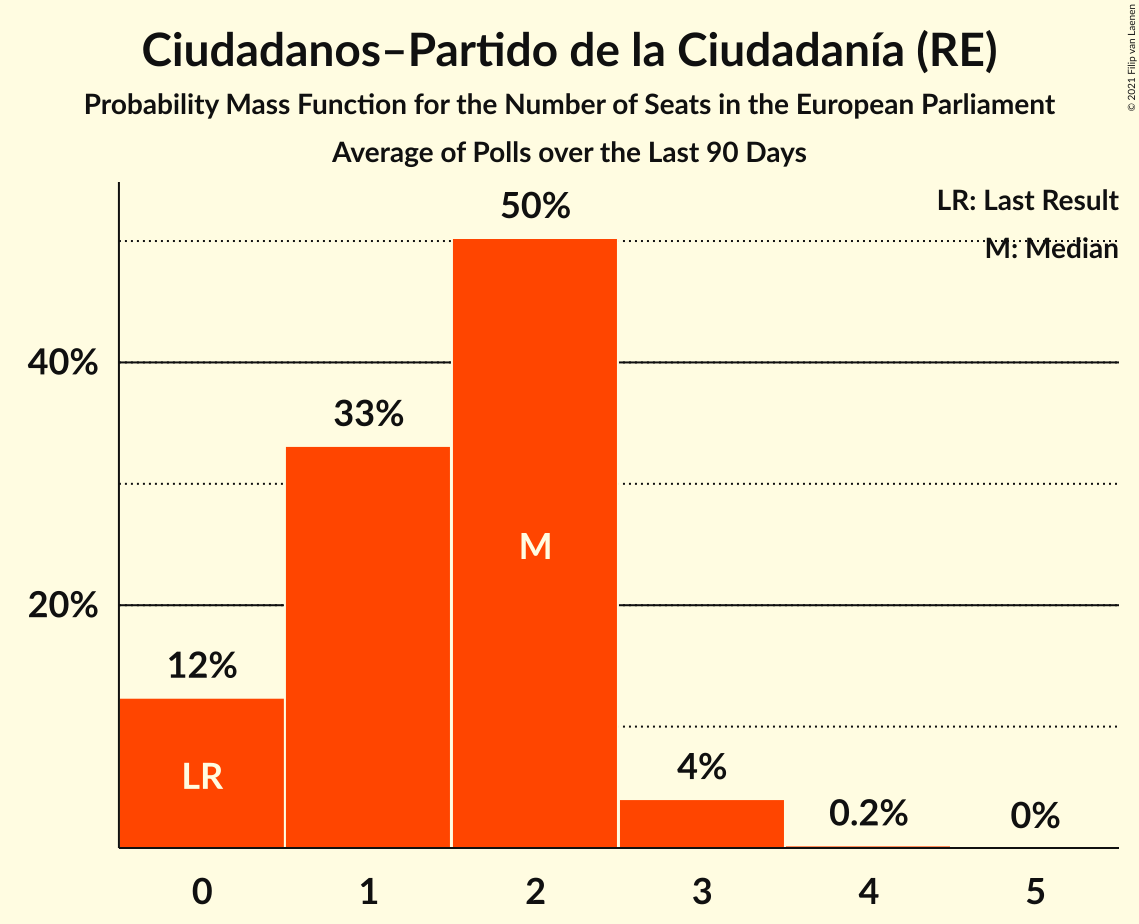 Ciudadanos–Partido de la Ciudadanía (RE)
Probability Mass Function for the Number of Seats in the European Parliament
Average of Polls over the Last 90 Days
© 2021 Filip van Laenen
LR: Last Result
M: Median
50%
40%
33%
M
20%
12%
LR
4%
0.2%
0%
0 1 2 3 4 5